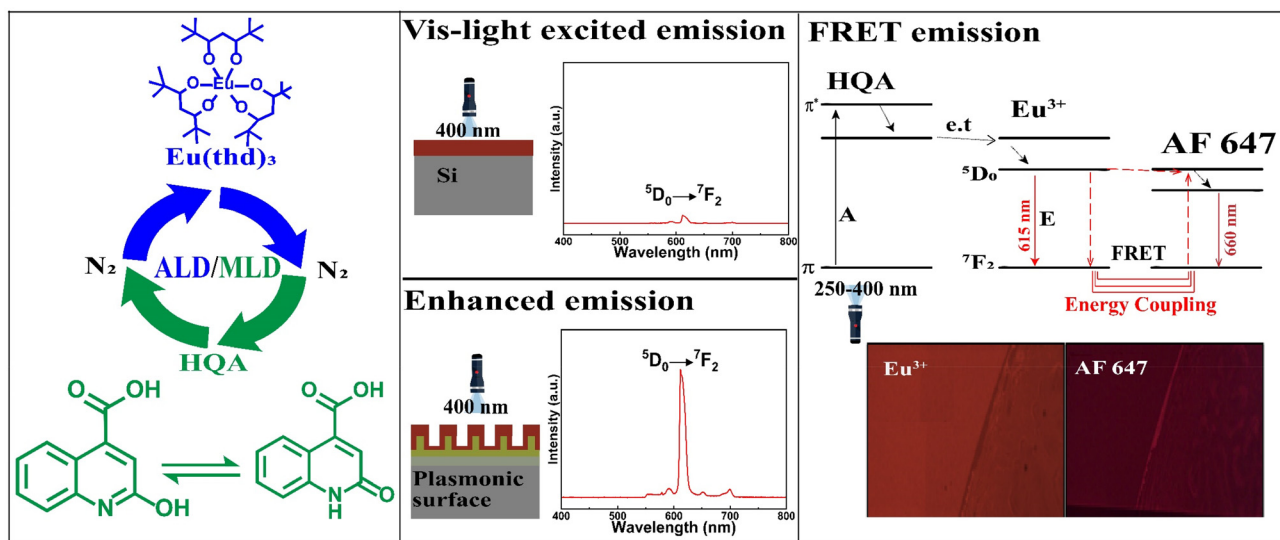 Eu
O
O
O
O
O
O
Eu(thd)₃
N₂
ALD/MLD
N₂
HQA
O
OH
N
OH
O
OH
N
H
O
Vis-light excited emission
400 nm
Si
Intensity (a.u.)
⁵D₀→⁷F₂
400 500 600 700 800
Wavelength (nm)
Enhanced emission
400 nm
Plasmonic
surface
Intensity (a.u.)
⁵D₀→⁷F₂
400 500 600 700 800
Wavelength (nm)
FRET emission
HQA
π*
e.t
Eu³⁺
AF 647
⁵D₀
A
615 nm
E
660 nm
FRET
π
⁷F₂
250-400 nm
Energy Coupling
Eu³⁺
AF 647